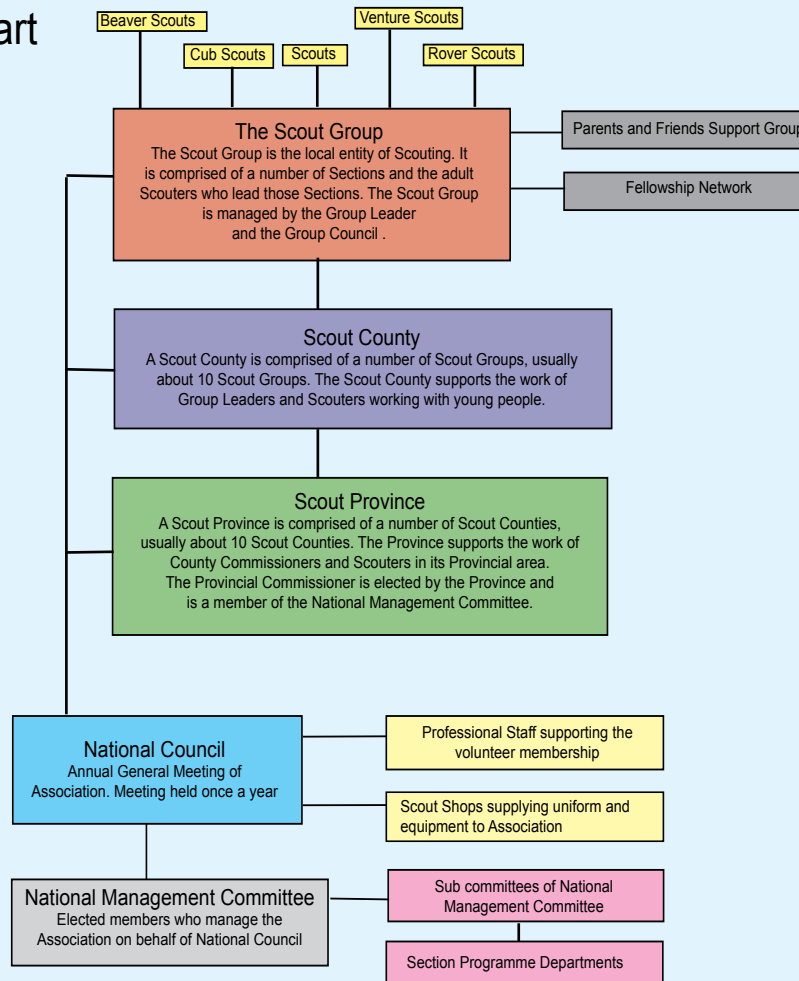 art
Beaver Scouts
Venture Scouts
Cub Scouts
Scouts
Rover Scouts
The Scout Group
The Scout Group is the local entity of Scouting. It
is comprised of a number of Sections and the adult
Scouters who lead those Sections. The Scout Group
is managed by the Group Leader
and the Group Council .
Parents and Friends Support Group
Fellowship Network
Scout County
A Scout County is comprised of a number of Scout Groups, usually
about 10 Scout Groups. The Scout County supports the work of
Group Leaders and Scouters working with young people.
Scout Province
A Scout Province is comprised of a number of Scout Counties,
usually about 10 Scout Counties. The Province supports the work of
County Commissioners and Scouters in its Provincial area.
The Provincial Commissioner is elected by the Province and
is a member of the National Management Committee.
National Council
Annual General Meeting of
Association. Meeting held once a year
Professional Staff supporting the
volunteer membership
Scout Shops supplying uniform and
equipment to Association
National Management Committee
Elected members who manage the
Association on behalf of National Council
Sub committees of National
Management Committee
Section Programme Departments